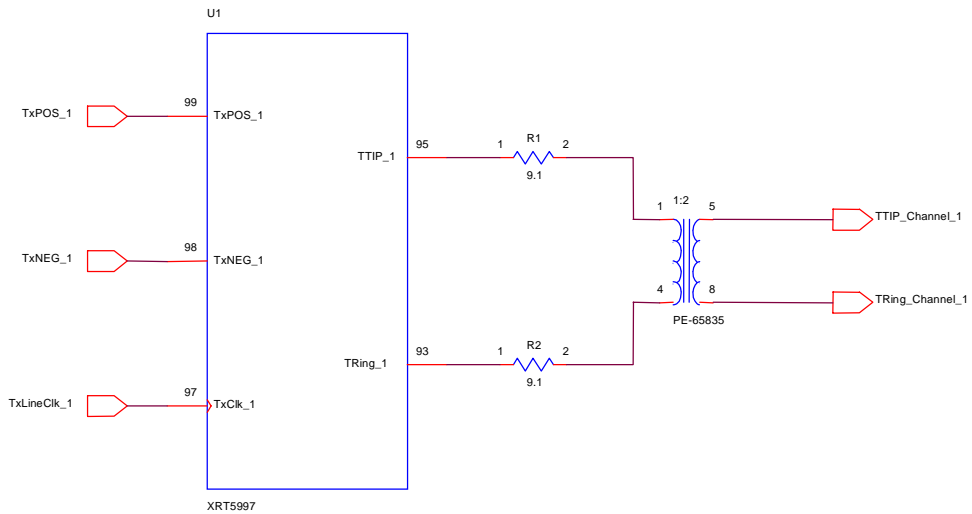 U1
TxPOS_1
99
TxPOS_1
TTIP_1
95
1
R1
2
9.1
1
1:2
5
TTIP_Channel_1
TxNEG_1
98
TxNEG_1
4
8
TRing_Channel_1
PE-65835
TRing_1
93
1
R2
2
9.1
TxLineClk_1
97
TxClk_1
XRT5997